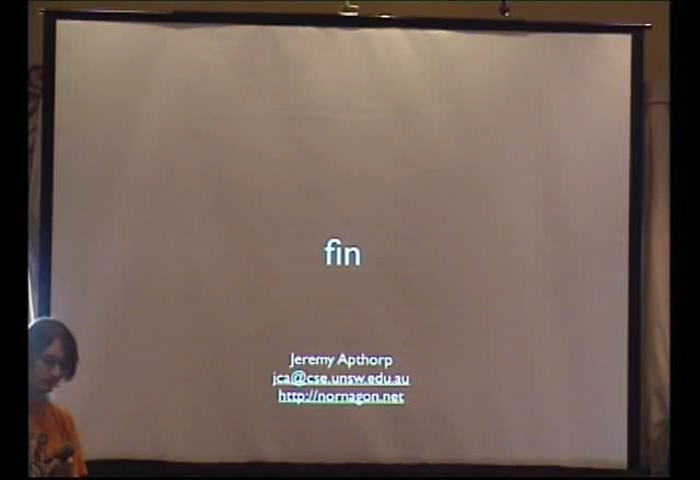 fin
Jeremy Apthorp
jca@cse.unsw.edu.au
http://nornagon.net